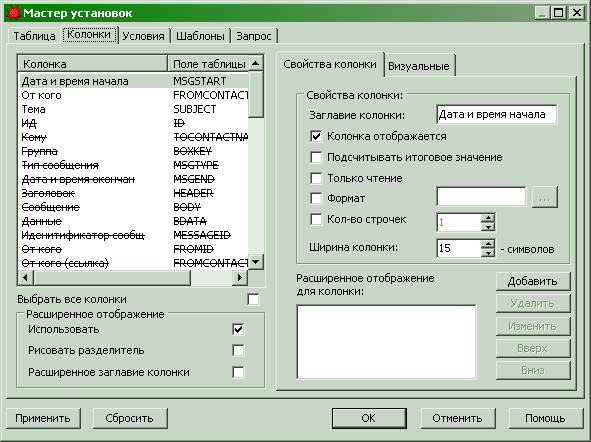 Мастер установок
Таблица Колонки Условия Шаблоны Запрос
Колонка Поле таблицы
Дата и время начала MSGSTART
От кого FROMCONTACT
Тема SUBJECT
ИД ID
Кому TOCONTACTNA
Группа BOXKEY
Тип сообщения MSGTYPE
Дата и время окончан MSGEND
Заголовок HEADER
Сообщение BODY
Данные BDATA
Иденитификатор сообщ MESSAGEID
От кого FROMID
От кого (ссылка) FROMCONTACT
Выбрать все колонки
Расширенное отображение
Использовать
Рисовать разделитель
Расширенное заглавие колонки
Свойства колонки Визуальные
Свойства колонки:
Заглавие колонки: Дата и время начала
Колонка отображается
Подсчитывать итоговое значение
Только чтение
Формат ...
Кол-во строчек 1
Ширина колонки: 15 - символов
Расширенное отображение
для колонки:
Добавить
Удалить
Изменить
Вверх
Вниз
Применить Сбросить OK Отменить Помощь